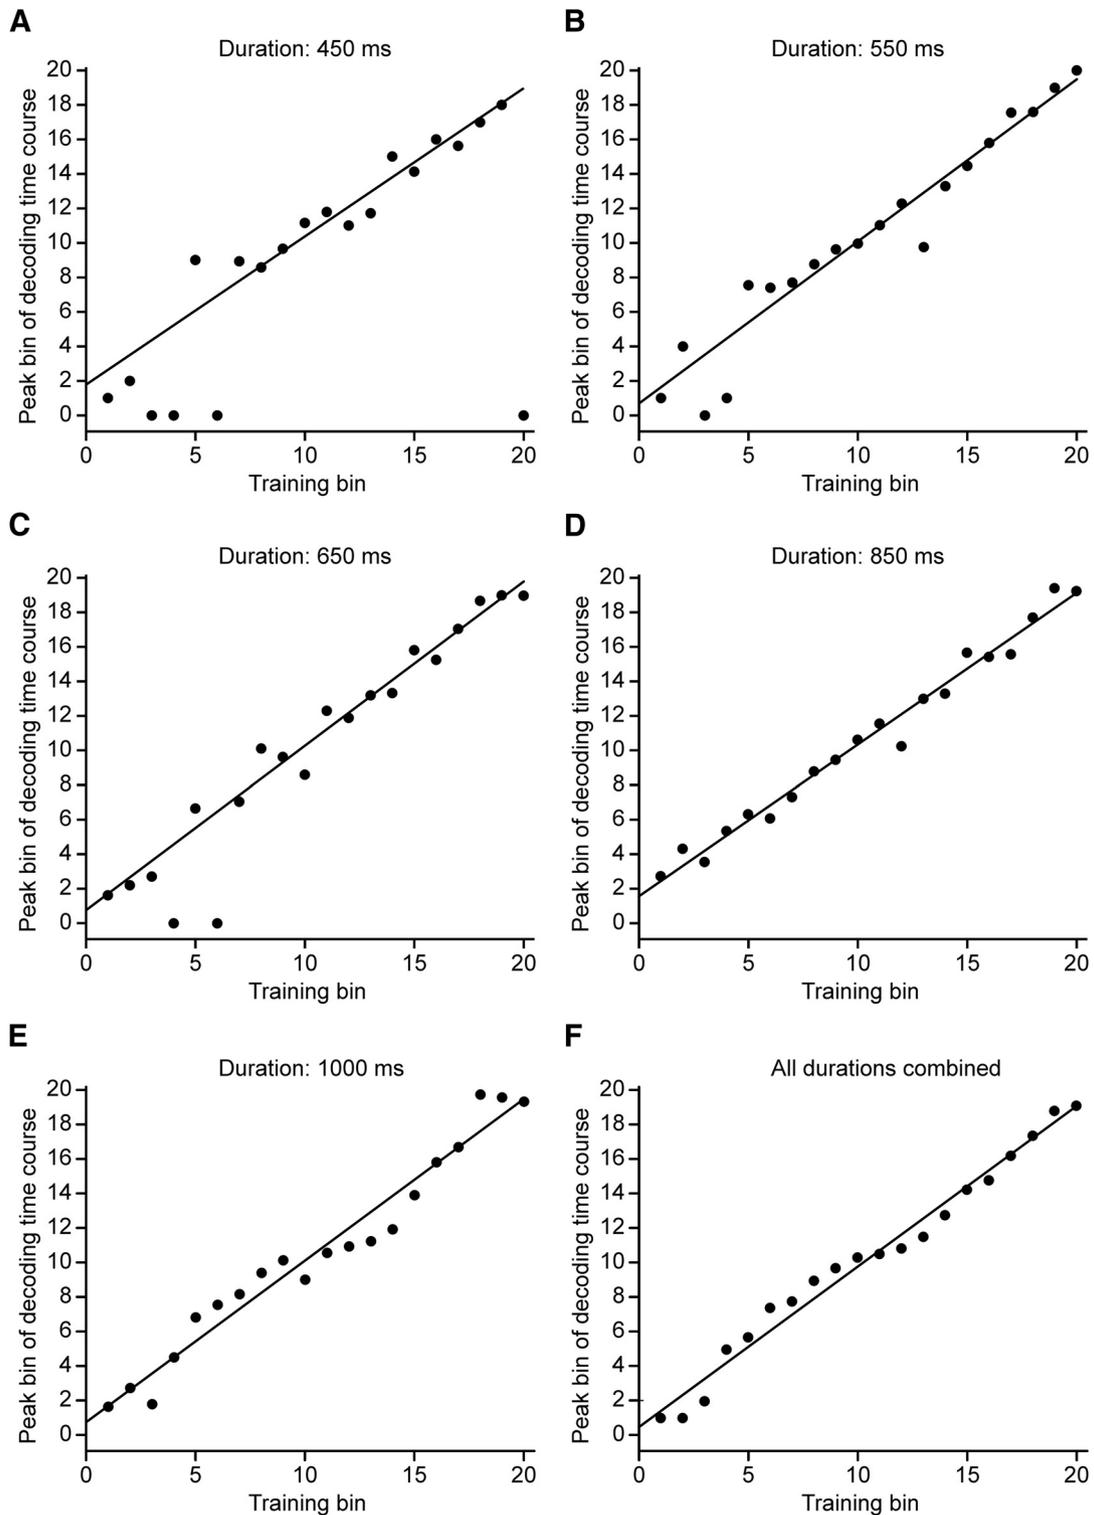 A
Duration: 450 ms
Peak bin of decoding time course
20
18
16
14
12
10
8
6
4
2
0
0 5 10 15 20
Training bin
B
Duration: 550 ms
Peak bin of decoding time course
20
18
16
14
12
10
8
6
4
2
0
0 5 10 15 20
Training bin
C
Duration: 650 ms
Peak bin of decoding time course
20
18
16
14
12
10
8
6
4
2
0
0 5 10 15 20
Training bin
D
Duration: 850 ms
Peak bin of decoding time course
20
18
16
14
12
10
8
6
4
2
0
0 5 10 15 20
Training bin
E
Duration: 1000 ms
Peak bin of decoding time course
20
18
16
14
12
10
8
6
4
2
0
0 5 10 15 20
Training bin
F
All durations combined
Peak bin of decoding time course
20
18
16
14
12
10
8
6
4
2
0
0 5 10 15 20
Training bin